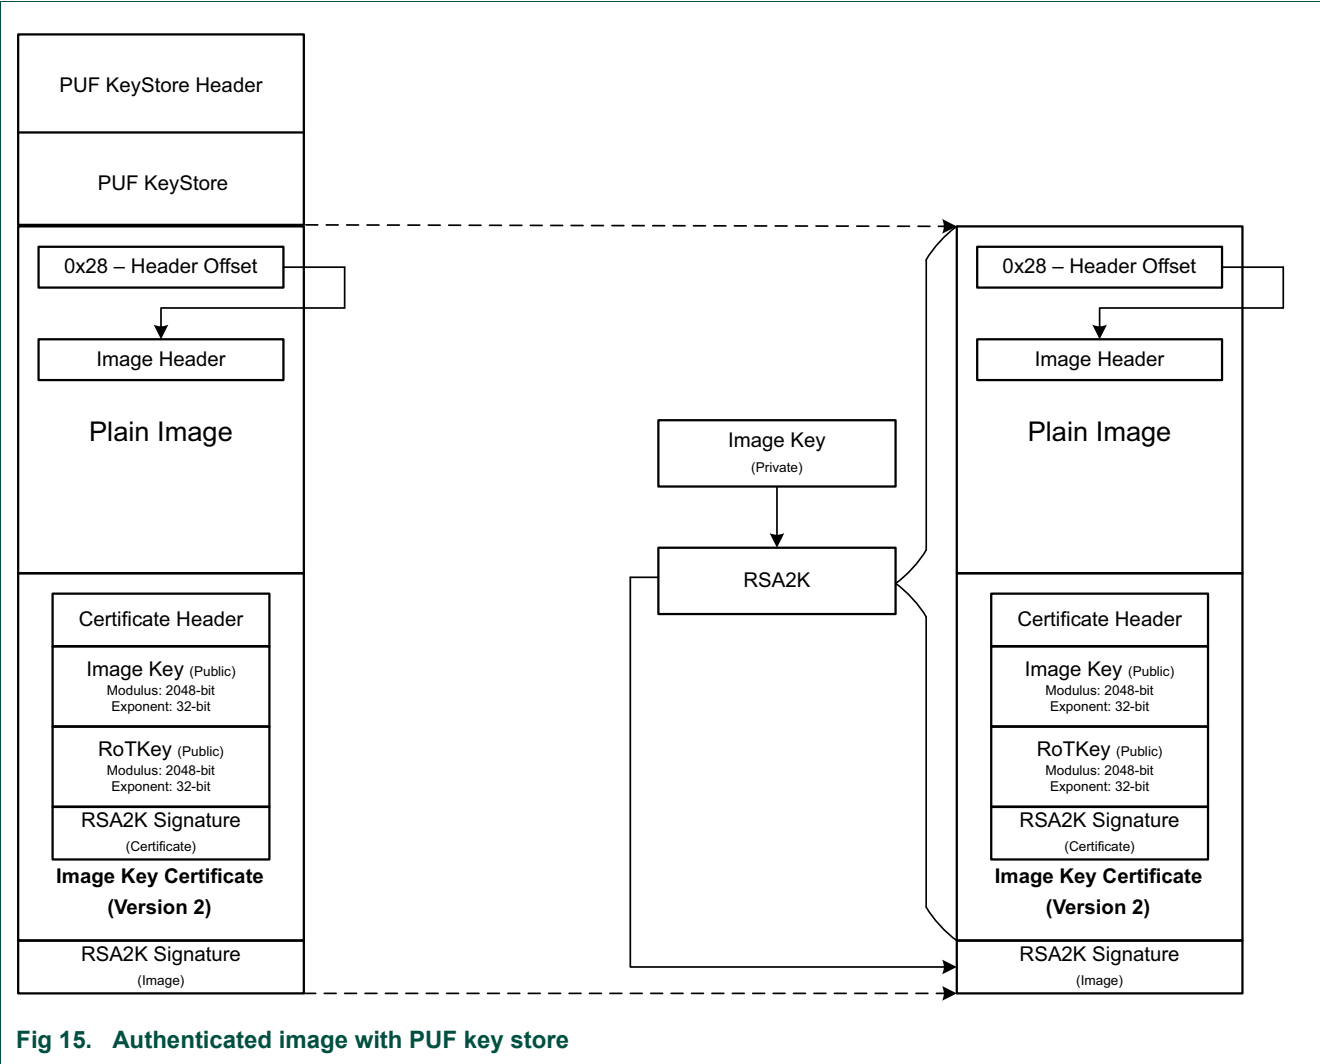 PUF KeyStore Header
PUF KeyStore
0x28 – Header Offset
Image Header
Plain Image
Certificate Header
Image Key (Public)
Modulus: 2048-bit
Exponent: 32-bit
RoTKey (Public)
Modulus: 2048-bit
Exponent: 32-bit
RSA2K Signature
(Certificate)
Image Key Certificate
(Version 2)
RSA2K Signature
(Image)
Image Key
(Private)
RSA2K
0x28 – Header Offset
Image Header
Plain Image
Certificate Header
Image Key (Public)
Modulus: 2048-bit
Exponent: 32-bit
RoTKey (Public)
Modulus: 2048-bit
Exponent: 32-bit
RSA2K Signature
(Certificate)
Image Key Certificate
(Version 2)
RSA2K Signature
(Image)
Fig 15. Authenticated image with PUF key store